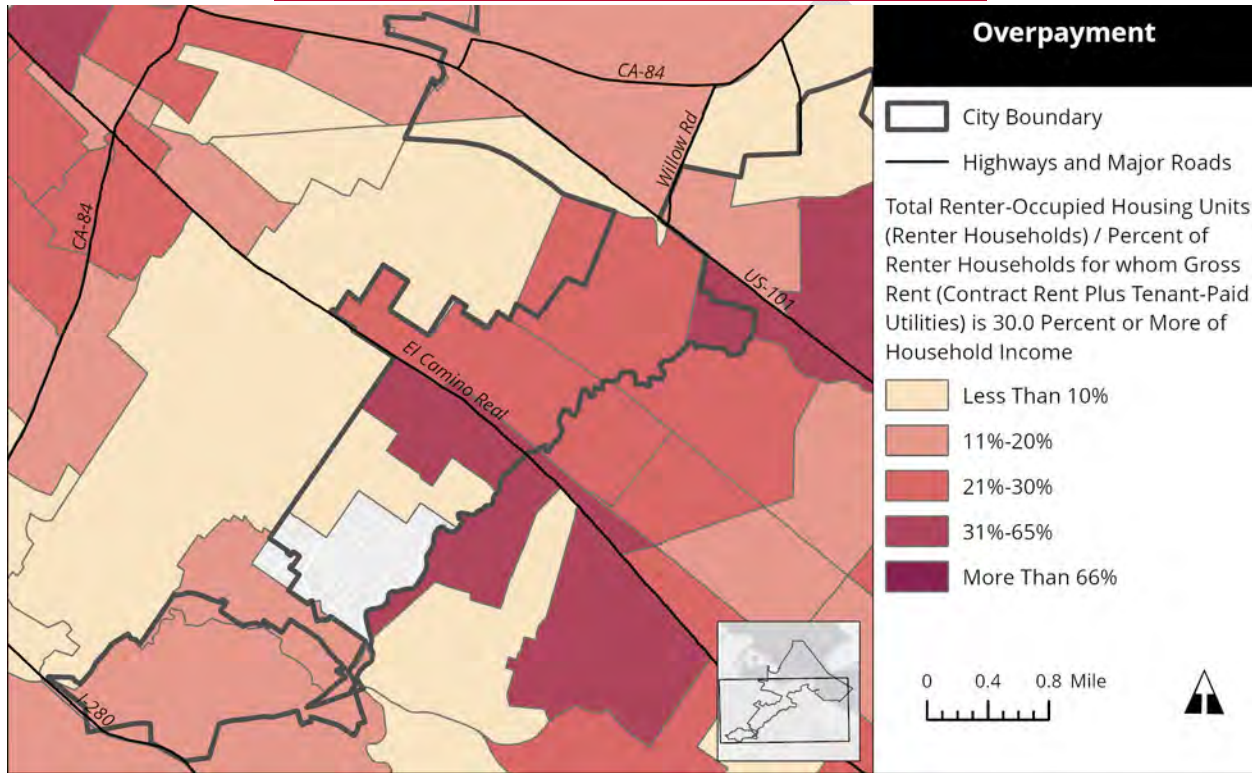 Overpayment
City Boundary
Highways and Major Roads
Total Renter-Occupied Housing Units
(Renter Households) / Percent of
Renter Households for whom Gross
Rent (Contract Rent Plus Tenant-Paid
Utilities) is 30.0 Percent or More of
Household Income
Less Than 10%
11%-20%
21%-30%
31%-65%
More Than 66%
0 0.4 0.8 Mile
CA-84
Willow Rd
CA-84
US-101
El Camino Real
I-280